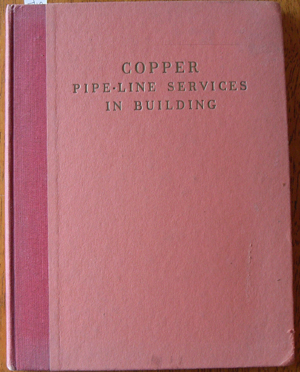 COPPER
PIPE·LINE SERVICES
IN BUILDING